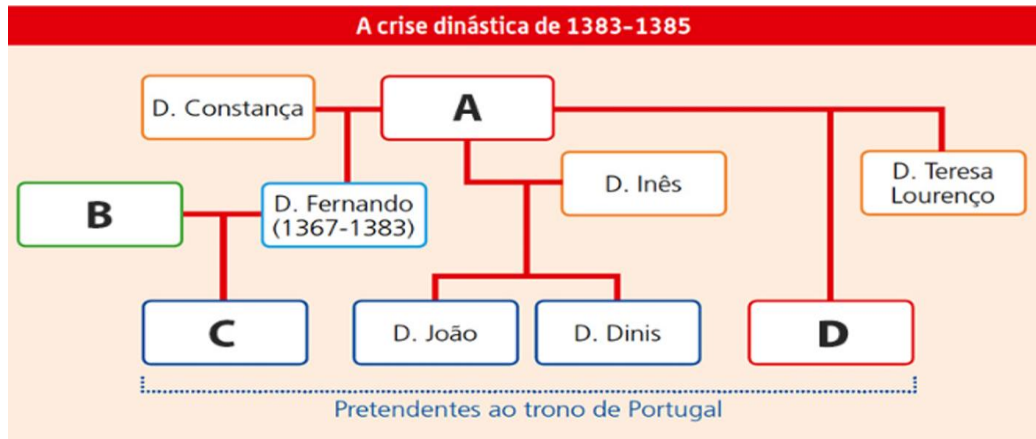 A crise dinástica de 1383-1385
D. Constança
A
D. Inês
D. Teresa
Lourenço
B
D. Fernando
(1367-1383)
C
D. João
D. Dinis
D
Pretendentes ao trono de Portugal